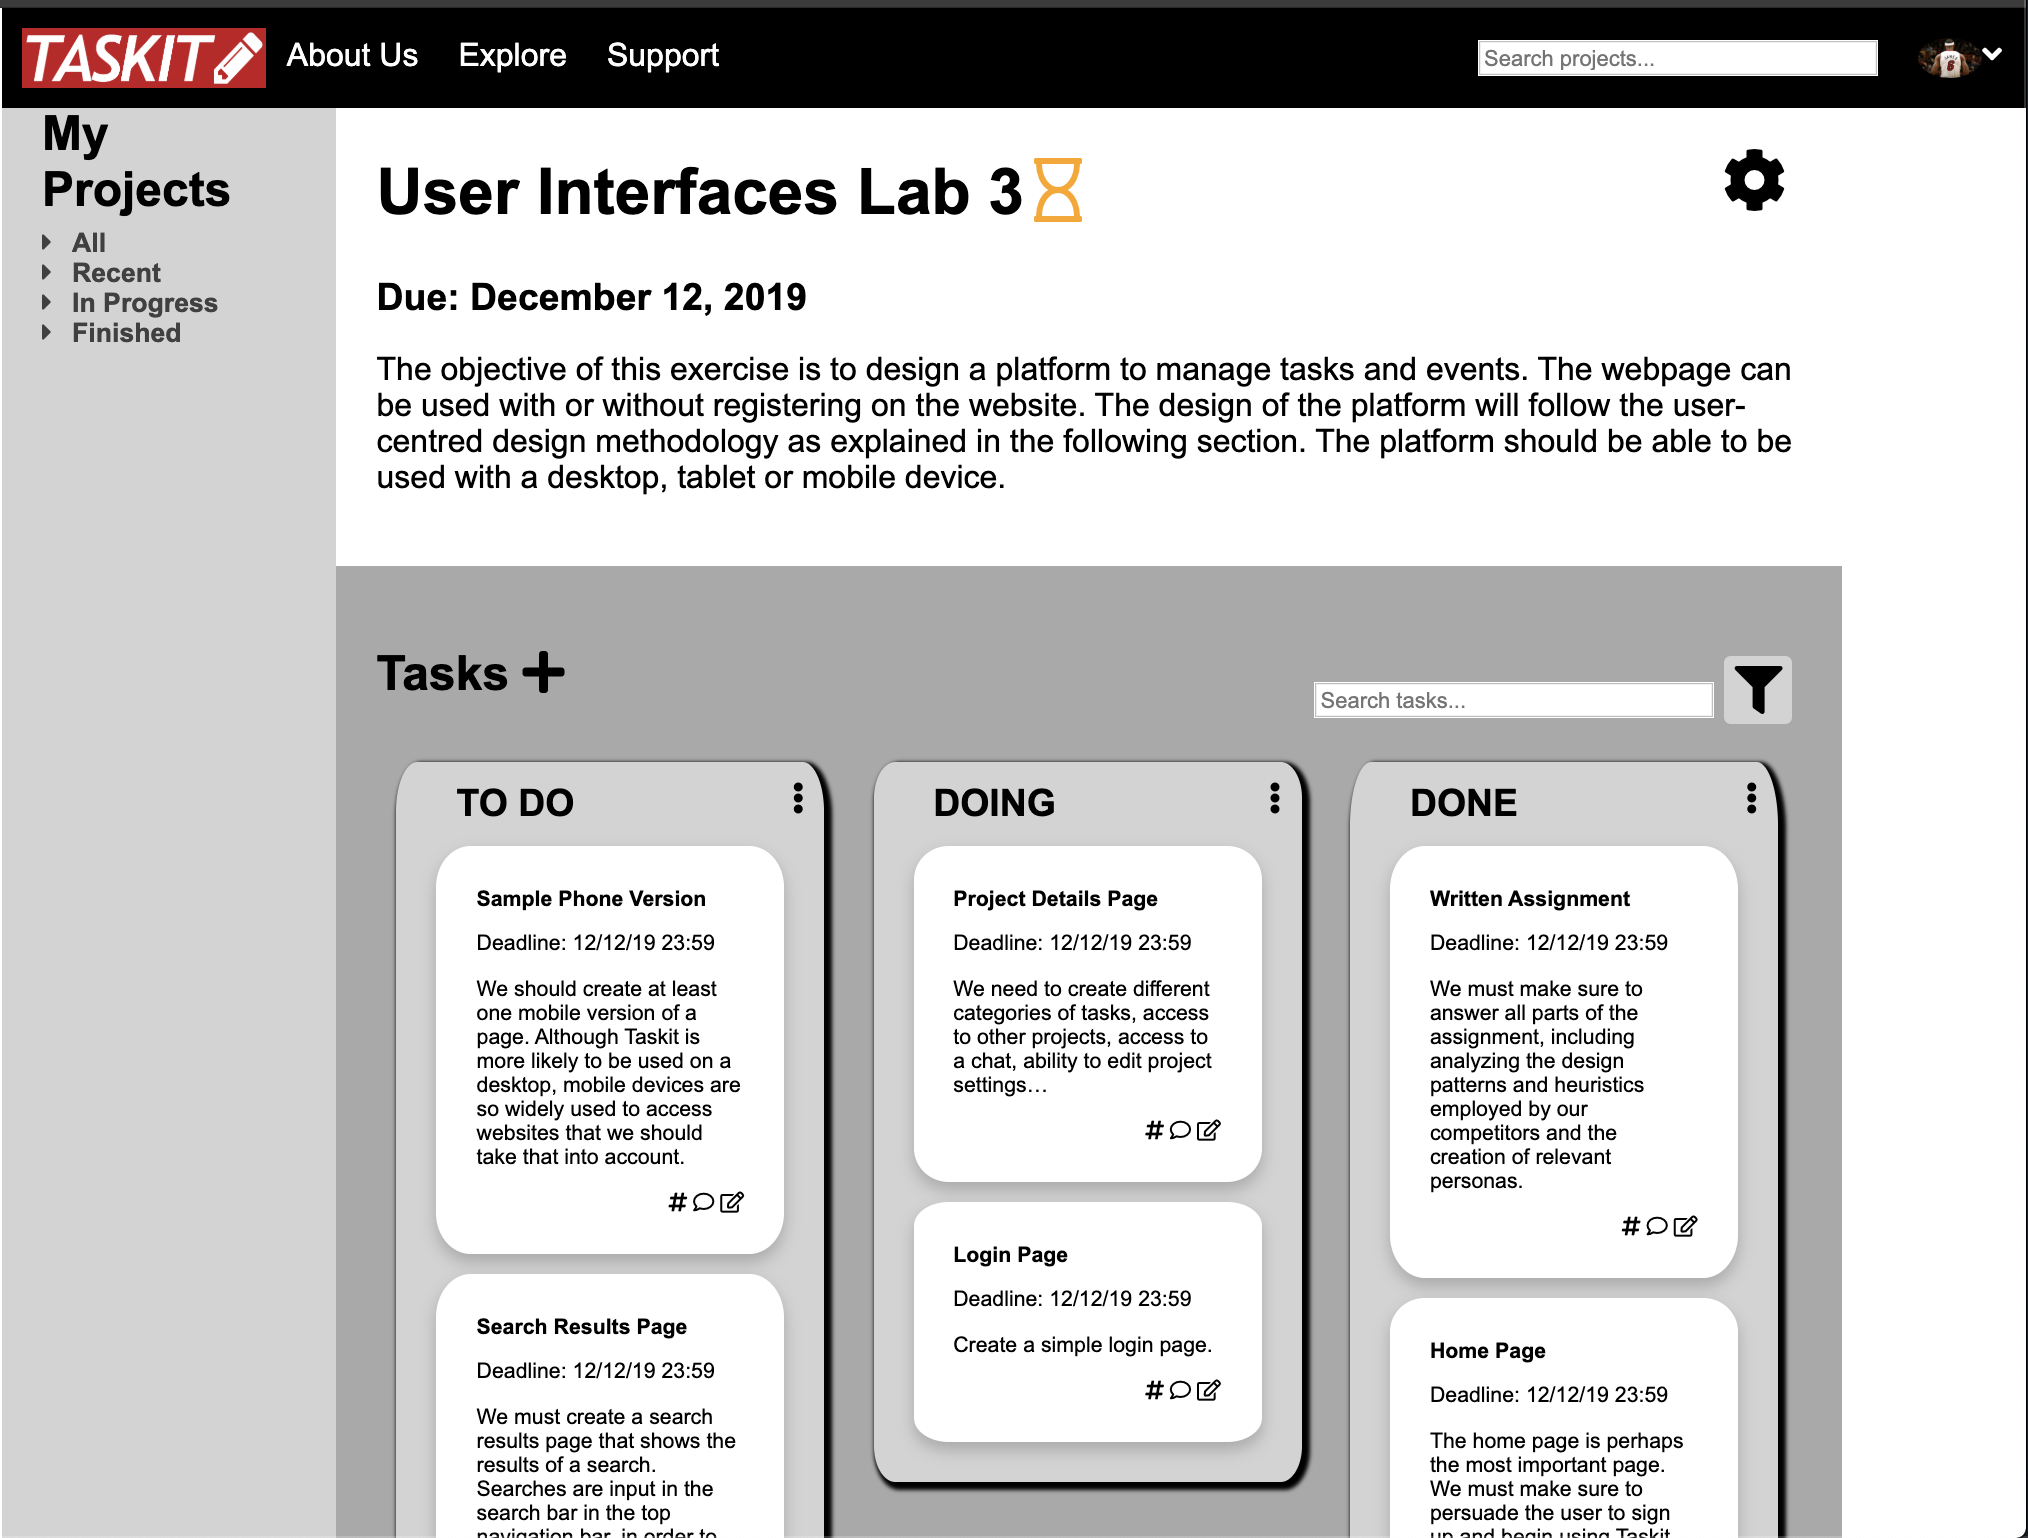 TASKIT
About Us Explore Support
Search projects...
My
Projects
All
Recent
In Progress
Finished
User Interfaces Lab 3
Due: December 12, 2019
The objective of this exercise is to design a platform to manage tasks and events. The webpage can
be used with or without registering on the website. The design of the platform will follow the user-
centred design methodology as explained in the following section. The platform should be able to be
used with a desktop, tablet or mobile device.
Tasks
Search tasks...
TO DO
Sample Phone Version
Deadline: 12/12/19 23:59
We should create at least
one mobile version of a
page. Although Taskit is
more likely to be used on a
desktop, mobile devices are
so widely used to access
websites that we should
take that into account.
#
Search Results Page
Deadline: 12/12/19 23:59
We must create a search
results page that shows the
results of a search.
Searches are input in the
search bar in the top
navigation bar, in order to
DOING
Project Details Page
Deadline: 12/12/19 23:59
We need to create different
categories of tasks, access
to other projects, access to
a chat, ability to edit project
settings…
#
Login Page
Deadline: 12/12/19 23:59
Create a simple login page.
#
DONE
Written Assignment
Deadline: 12/12/19 23:59
We must make sure to
answer all parts of the
assignment, including
analyzing the design
patterns and heuristics
employed by our
competitors and the
creation of relevant
personas.
#
Home Page
Deadline: 12/12/19 23:59
The home page is perhaps
the most important page.
We must make sure to
persuade the user to sign
up and begin using Taskit